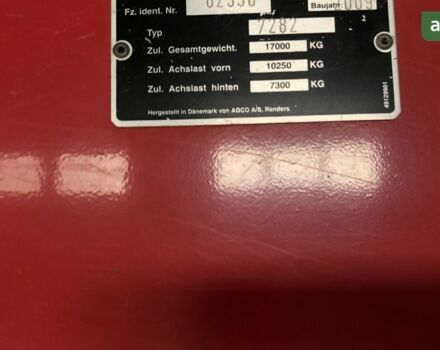 Fz. ident. Nr. Baujahr
Typ 7282
Zul. Gesamtgewicht. 17000 KG
Zul. Achslast vorn 10250 KG
Zul. Achslast hinten 7300 KG
Hergestellt in Dänemark von AGCO A/S, Randers
49129901
a